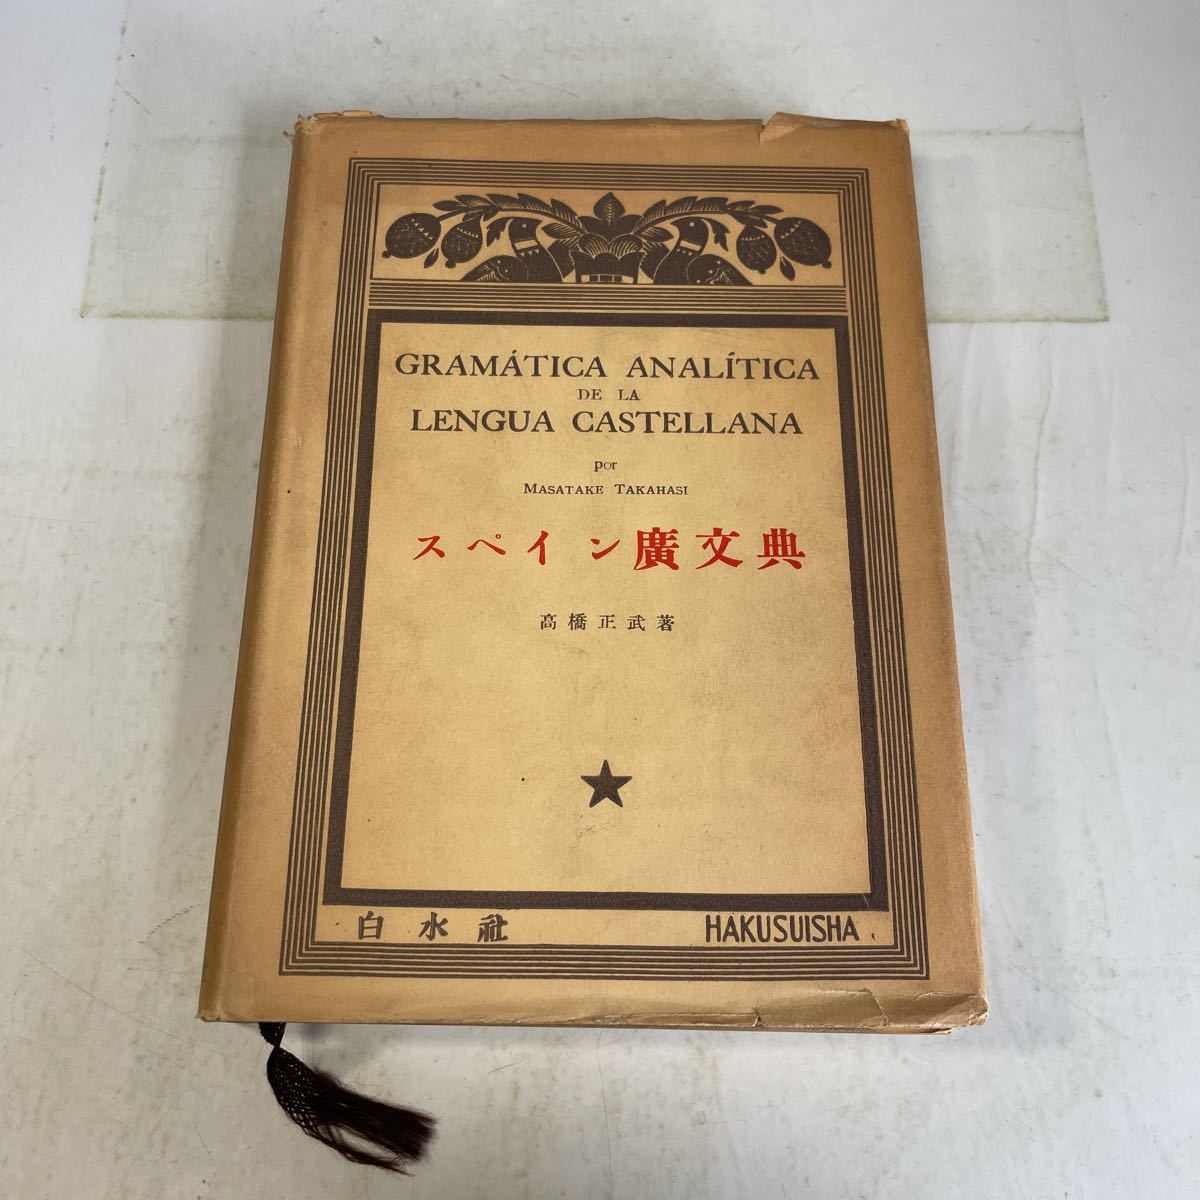 GRAMÁTICA ANALÍTICA
DE LA
LENGUA CASTELLANA
por
MASATAKE TAKAHASI
スペイン廣文典
高橋正武著
白水社 HAKUSUISHA